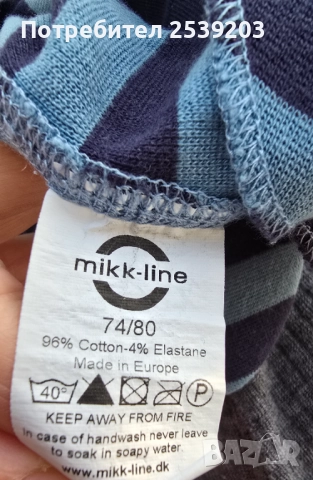 Потребител 2539203
mikk-line
74/80
96% Cotton-4% Elastane
Made in Europe
40° P
KEEP AWAY FROM FIRE
in case of handwash never leave
to soak in soapy water
www.mikk-line.dk
BAZAR